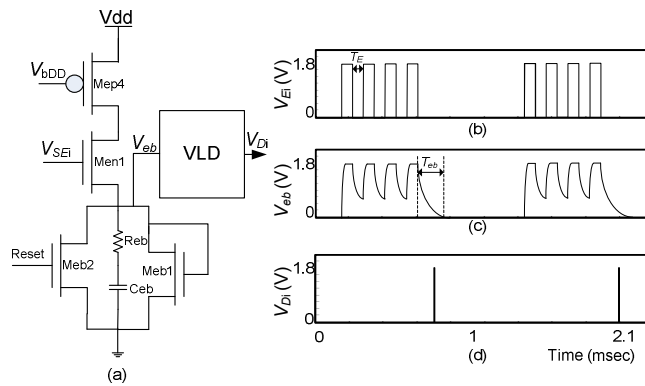 Vdd
VbDD
Mep4
VSEi
Men1
Veb
VLD
VDi
Reset
Meb2
Reb
Meb1
Ceb
(a)
VEi (V)
1.8
0
TE
(b)
Veb (V)
1.8
0
Teb
(c)
VDi (V)
1.8
0
0
1
2.1
(d)
Time (msec)